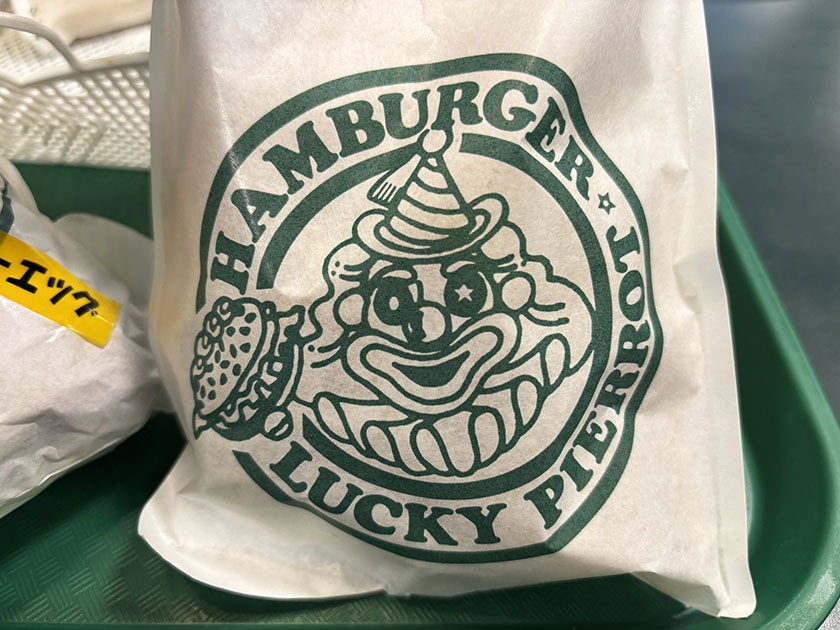 HAMBURGER☆
LUCKY PIERROT
ーエッグ